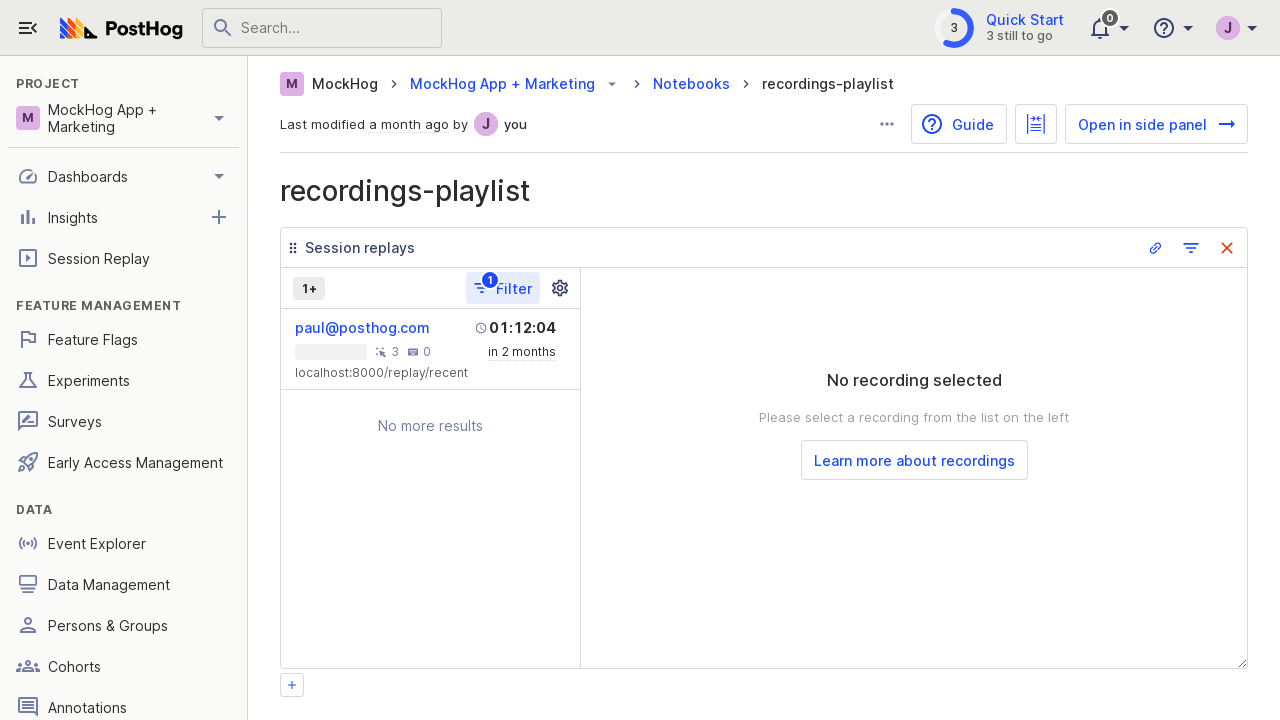 PostHog
Search...
3
Quick Start
3 still to go
0
J
PROJECT
M
MockHog App +
Marketing
Dashboards
Insights
Session Replay
FEATURE MANAGEMENT
Feature Flags
Experiments
Surveys
Early Access Management
DATA
Event Explorer
Data Management
Persons & Groups
Cohorts
Annotations
M MockHog
MockHog App + Marketing
Notebooks
recordings-playlist
Last modified a month ago by J you
Guide
Open in side panel
recordings-playlist
Session replays
1+
1
Filter
paul@posthog.com
01:12:04
3
0
in 2 months
localhost:8000/replay/recent
No more results
No recording selected
Please select a recording from the list on the left
Learn more about recordings